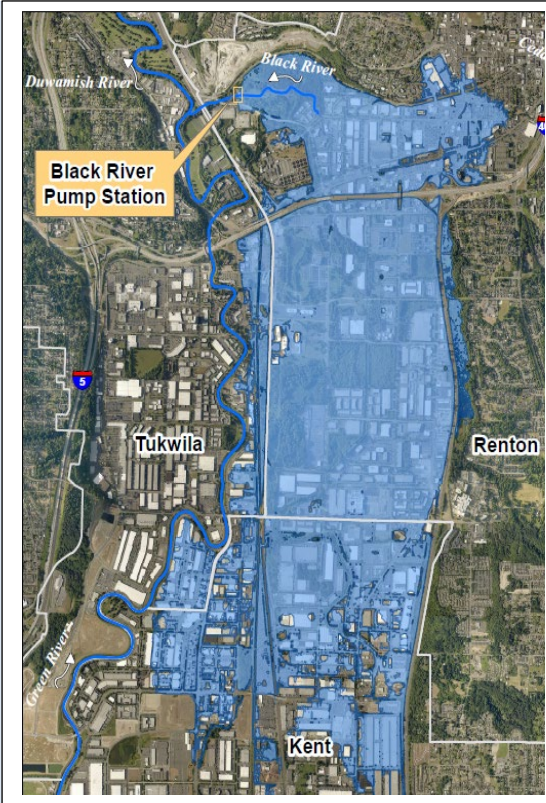 Duwamish River
Black River
Black River
Pump Station
5
Tukwila
Renton
Green River
Kent